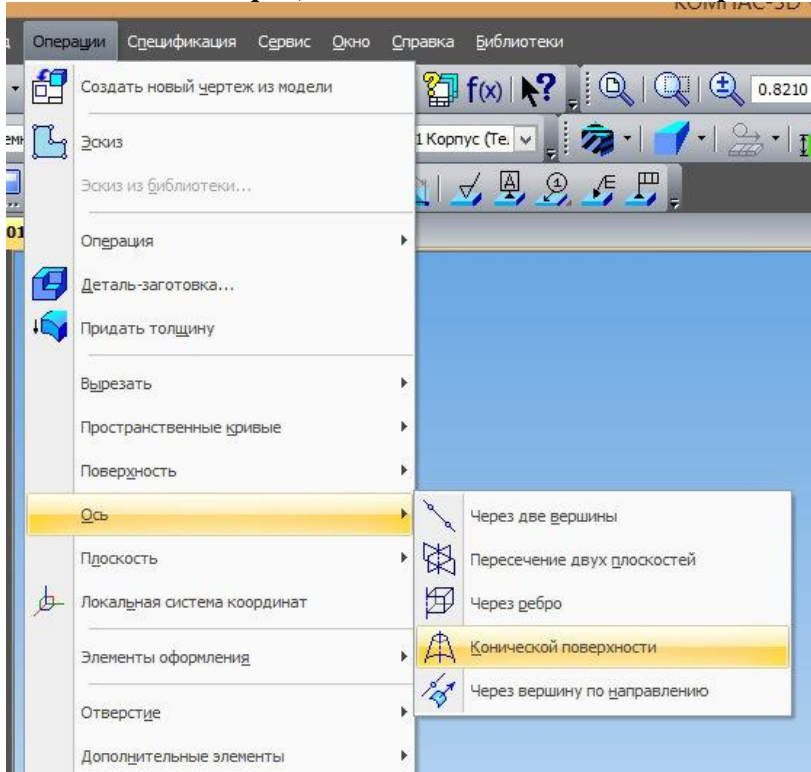 КОМПАС-3D
Операции Спецификация Сервис Окно Справка Библиотеки
Создать новый чертеж из модели
f(x) 0.8210
Эскиз
1 Корпус (Те.
Эскиз из библиотеки...
01
Операция
Деталь-заготовка...
Придать толщину
Вырезать
Пространственные кривые
Поверхность
Ось
Через две вершины
Плоскость
Пересечение двух плоскостей
Локальная система координат
Через ребро
Элементы оформления
Конической поверхности
Через вершину по направлению
Отверстие
Дополнительные элементы